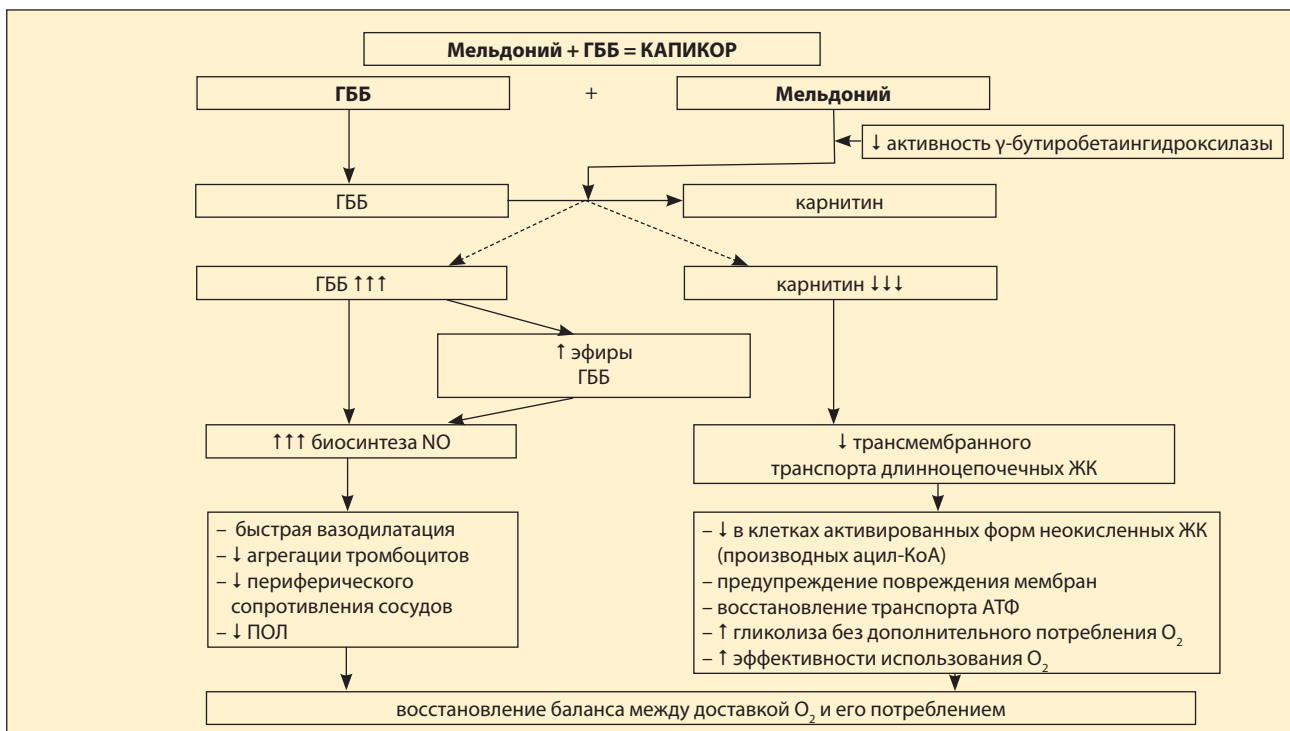 Мельдоний + ГББ = КАПИКОР
ГББ
+
Мельдоний
↓ активность γ-бутиробетаингидроксилазы
ГББ
карнитин
ГББ ↑↑↑
карнитин ↓↓↓
↑ эфиры
ГББ
↑↑↑ биосинтеза NO
↓ трансмембранного
транспорта длинноцепочечных ЖК
– быстрая вазодилатация
– ↓ агрегации тромбоцитов
– ↓ периферического
сопротивления сосудов
– ↓ ПОЛ
– ↓ в клетках активированных форм неокисленных ЖК
(производных ацил-КоА)
– предупреждение повреждения мембран
– восстановление транспорта АТФ
– ↑ гликолиза без дополнительного потребления O₂
– ↑ эффективности использования O₂
восстановление баланса между доставкой O₂ и его потреблением